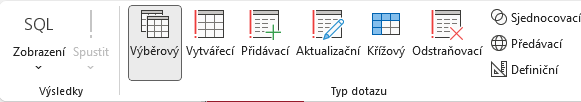 SQL
Zobrazení
Spustit
Výsledky
Výběrový
Vytvářecí
Přidávací
Aktualizační
Křížový
Odstraňovací
Sjednocovací
Předávací
Definiční
Typ dotazu